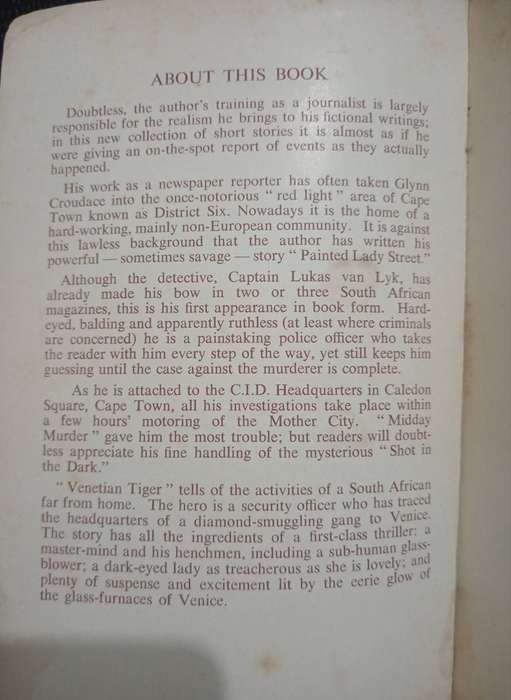 ABOUT THIS BOOK
Doubtless, the author's training as a journalist is largely
responsible for the realism he brings to his fictional writings;
in this new collection of short stories it is almost as if he
were giving an on-the-spot report of events as they actually
happened.
His work as a newspaper reporter has often taken Glynn
Croudace into the once-notorious " red light " area of Cape
Town known as District Six. Nowadays it is the home of a
hard-working, mainly non-European community. It is against
this lawless background that the author has written his
powerful — sometimes savage — story " Painted Lady Street."
Although the detective, Captain Lukas van Lyk, has
already made his bow in two or three South African
magazines, this is his first appearance in book form. Hard-
eyed, balding and apparently ruthless (at least where criminals
are concerned) he is a painstaking police officer who takes
the reader with him every step of the way, yet still keeps him
guessing until the case against the murderer is complete.
As he is attached to the C.I.D. Headquarters in Caledon
Square, Cape Town, all his investigations take place within
a few hours' motoring of the Mother City. "Midday
Murder " gave him the most trouble; but readers will doubt-
less appreciate his fine handling of the mysterious "Shot in
the Dark."
" Venetian Tiger " tells of the activities of a South African
far from home. The hero is a security officer who has traced
the headquarters of a diamond-smuggling gang to Venice.
The story has all the ingredients of a first-class thriller: a
master-mind and his henchmen, including a sub-human glass-
blower; a dark-eyed lady as treacherous as she is lovely; and
plenty of suspense and excitement lit by the eerie glow of
the glass-furnaces of Venice.